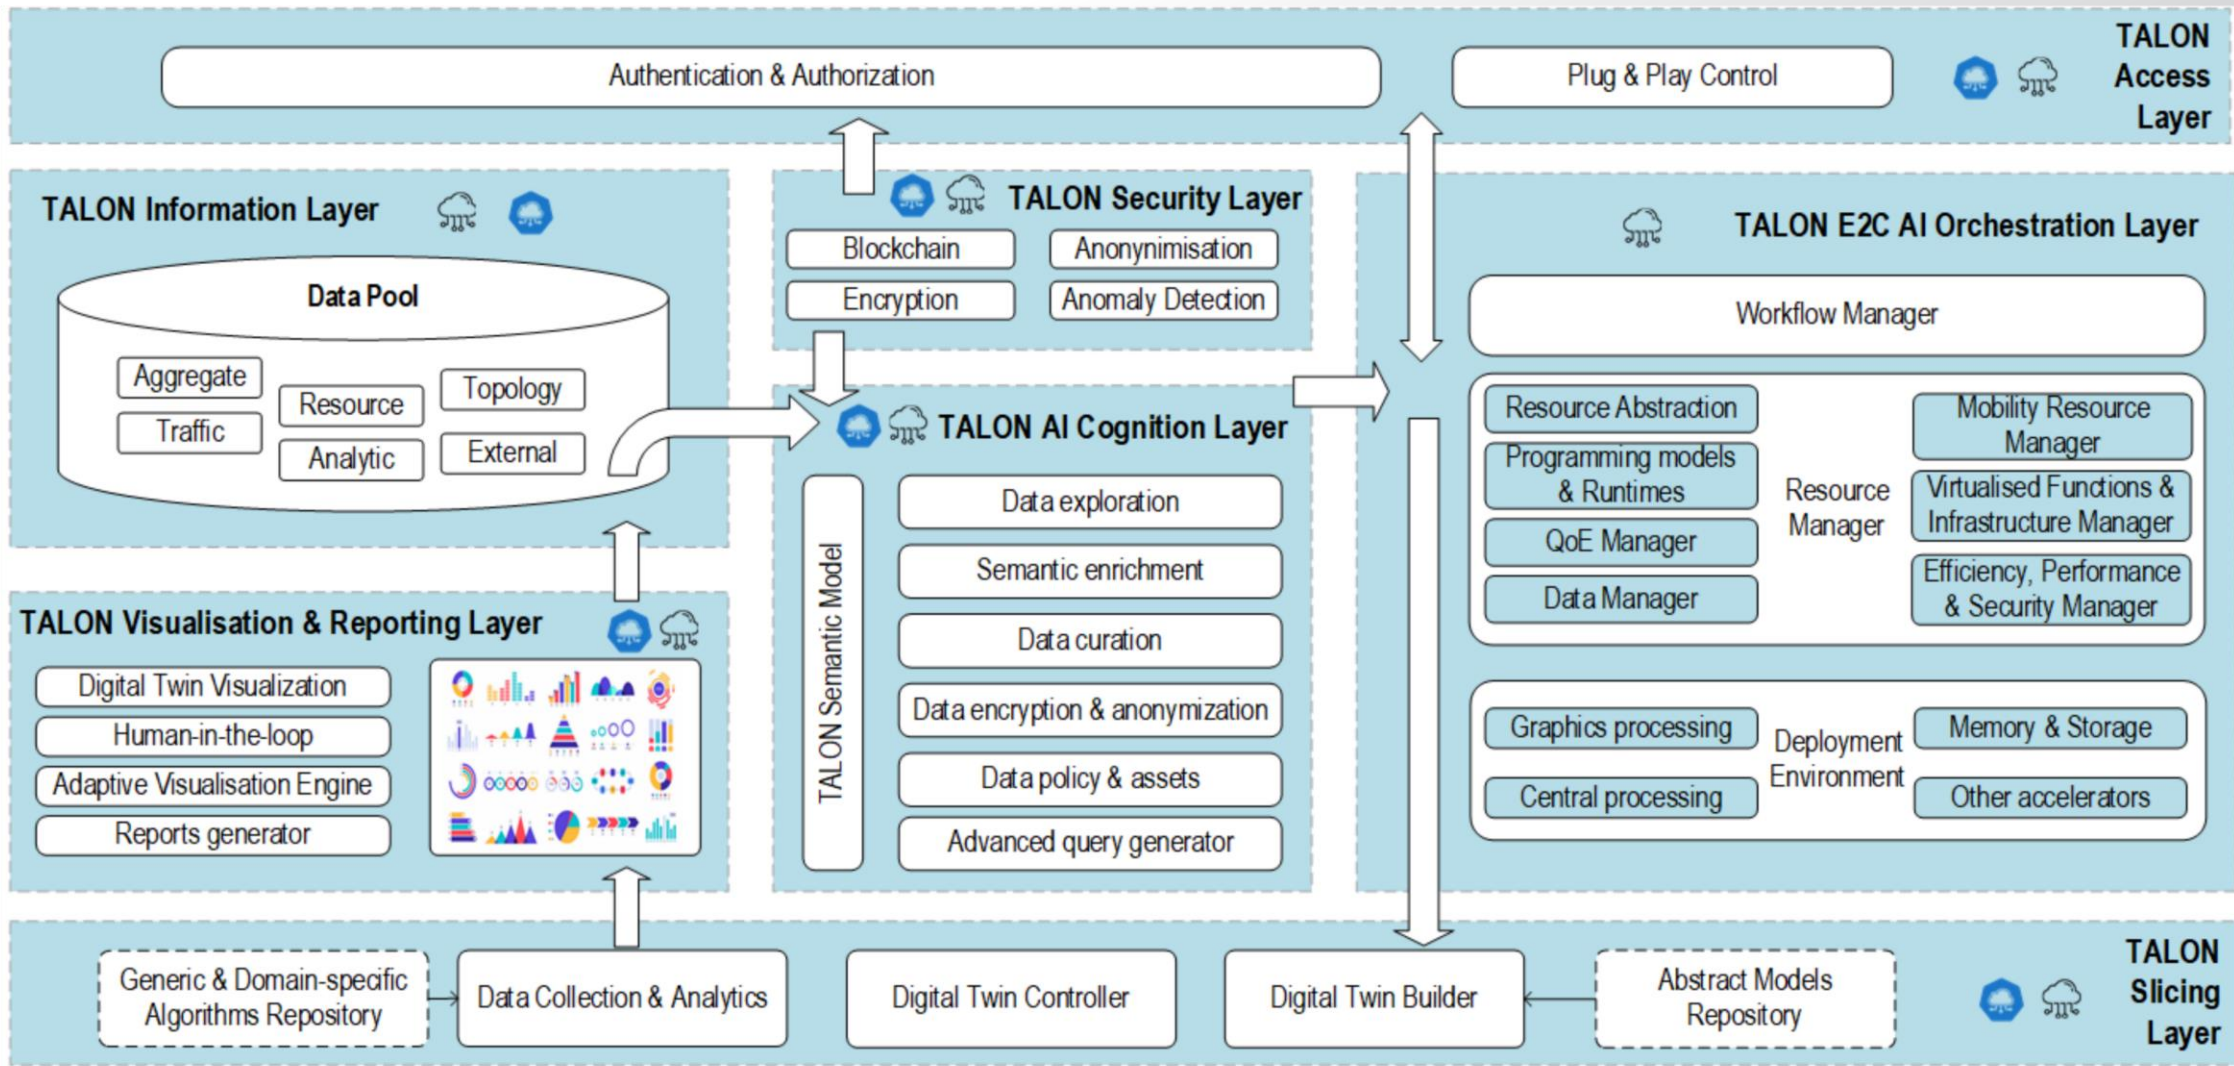 Authentication & Authorization
Plug & Play Control
TALON
Access
Layer
TALON Information Layer
Data Pool
Aggregate
Traffic
Resource
Analytic
Topology
External
TALON Security Layer
Blockchain
Anonynimisation
Encryption
Anomaly Detection
TALON E2C AI Orchestration Layer
Workflow Manager
Resource Abstraction
Programming models
& Runtimes
QoE Manager
Data Manager
Resource
Manager
Mobility Resource
Manager
Virtualised Functions &
Infrastructure Manager
Efficiency, Performance
& Security Manager
Graphics processing
Central processing
Deployment
Environment
Memory & Storage
Other accelerators
TALON AI Cognition Layer
TALON Semantic Model
Data exploration
Semantic enrichment
Data curation
Data encryption & anonymization
Data policy & assets
Advanced query generator
TALON Visualisation & Reporting Layer
Digital Twin Visualization
Human-in-the-loop
Adaptive Visualisation Engine
Reports generator
Generic & Domain-specific
Algorithms Repository
Data Collection & Analytics
Digital Twin Controller
Digital Twin Builder
Abstract Models
Repository
TALON
Slicing
Layer